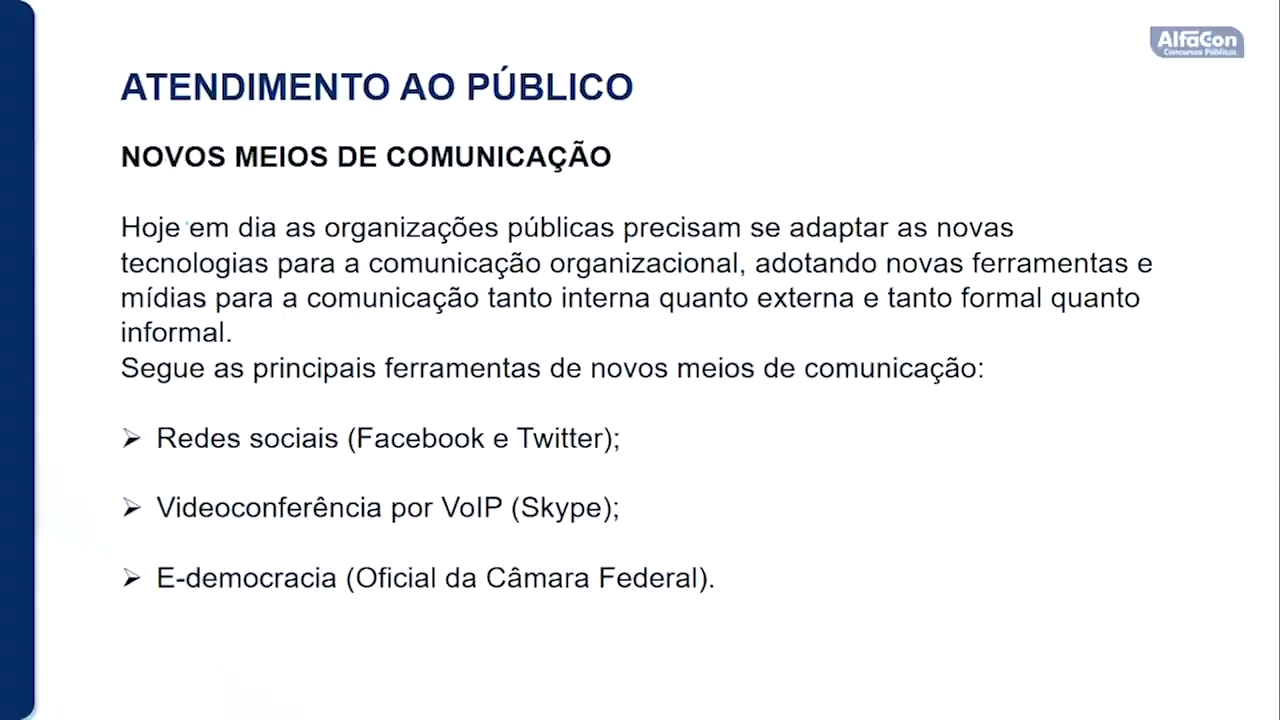 AlfaCon
Concursos Públicos
ATENDIMENTO AO PÚBLICO
NOVOS MEIOS DE COMUNICAÇÃO
Hoje em dia as organizações públicas precisam se adaptar as novas
tecnologias para a comunicação organizacional, adotando novas ferramentas e
mídias para a comunicação tanto interna quanto externa e tanto formal quanto
informal.
Segue as principais ferramentas de novos meios de comunicação:
➢ Redes sociais (Facebook e Twitter);
➢ Videoconferência por VoIP (Skype);
➢ E-democracia (Oficial da Câmara Federal).